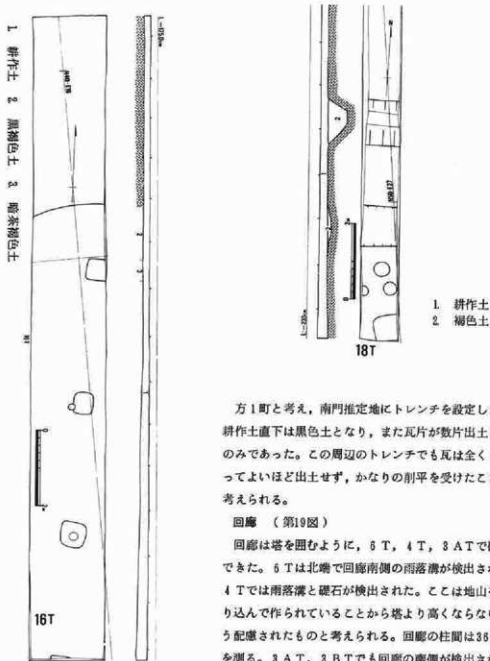 1. 耕作土 2. 黒褐色土 3. 暗茶褐色土
16T
1. 耕作土
2. 褐色土
18T
方1町と考え，南門推定地にトレンチを設定し
耕作土直下は黒色土となり，また瓦片が数片出土
のみであった。この周辺のトレンチでも瓦は全く
ってよいほど出土せず，かなりの削平を受けたこ
考えられる。
回廊 （第19図）
回廊は塔を囲むように，6T，4T，3ATで
できた。6Tは北端で回廊南側の雨落溝が検出さ
4Tでは雨落溝と礎石が検出された。ここは地山
り込んで作られていることから塔より高くならな
う配慮されたものと考えられる。回廊の柱間は36
を測る。3AT，3BTでも回廊の南側が検出さ